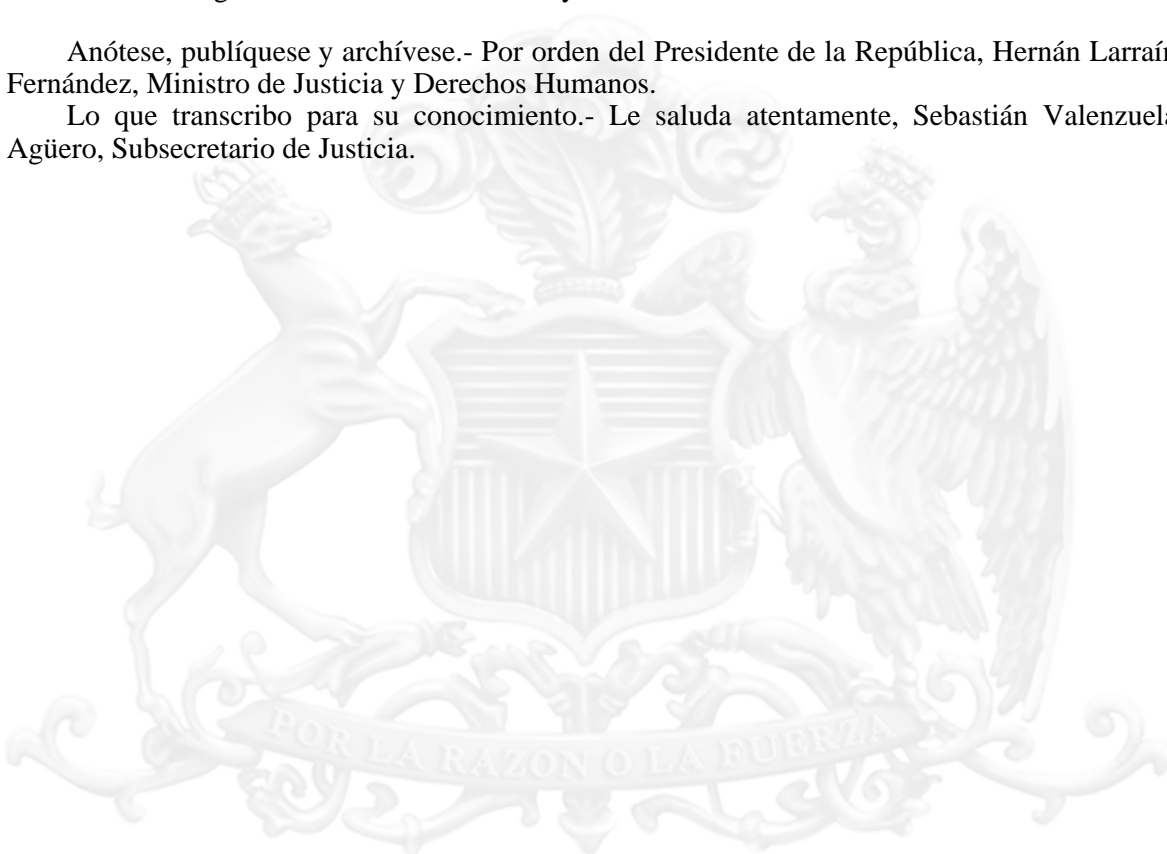 Anótese, publíquese y archívese.- Por orden del Presidente de la República, Hernán Larraín
Fernández, Ministro de Justicia y Derechos Humanos.
Lo que transcribo para su conocimiento.- Le saluda atentamente, Sebastián Valenzuela
Agüero, Subsecretario de Justicia.
POR LA RAZON O LA FUERZA